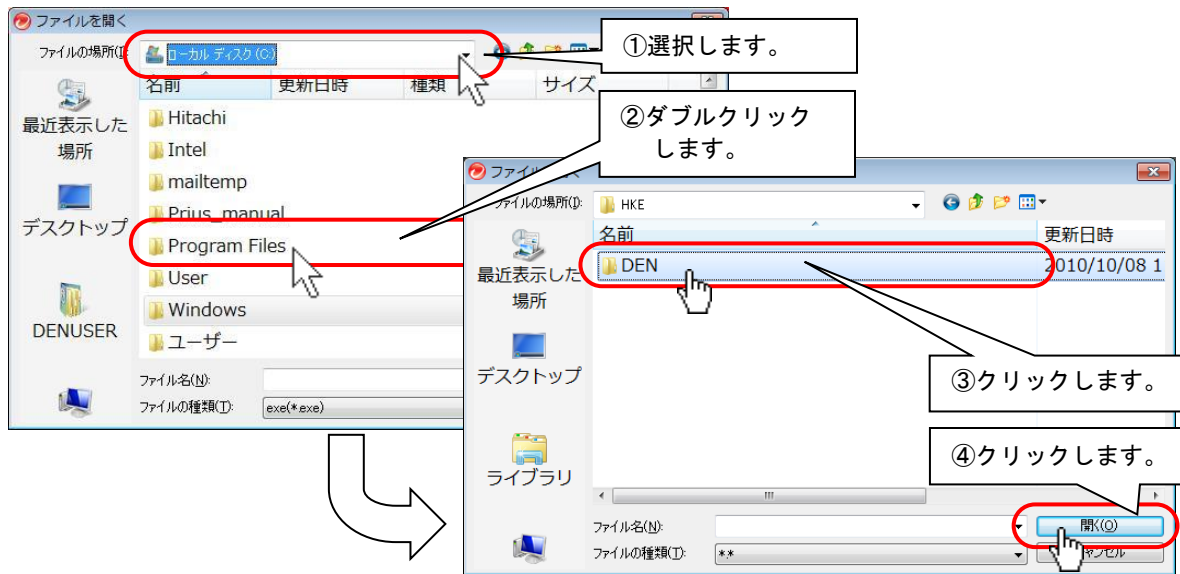 ファイルを開く
ファイルの場所(I):
ローカル ディスク (C:)
①選択します。
名前
更新日時
種類
サイズ
最近表示した
場所
デスクトップ
DENUSER
Hitachi
Intel
mailtemp
Prius_manual
Program Files
User
Windows
ユーザー
②ダブルクリック
します。
ファイル名(N):
ファイルの種類(T):
exe(*.exe)
ファイルの場所(I):
HKE
名前
更新日時
DEN
2010/10/08 1
最近表示した
場所
デスクトップ
ライブラリ
③クリックします。
④クリックします。
ファイル名(N):
開く(O)
ファイルの種類(T):
**
キャンセル